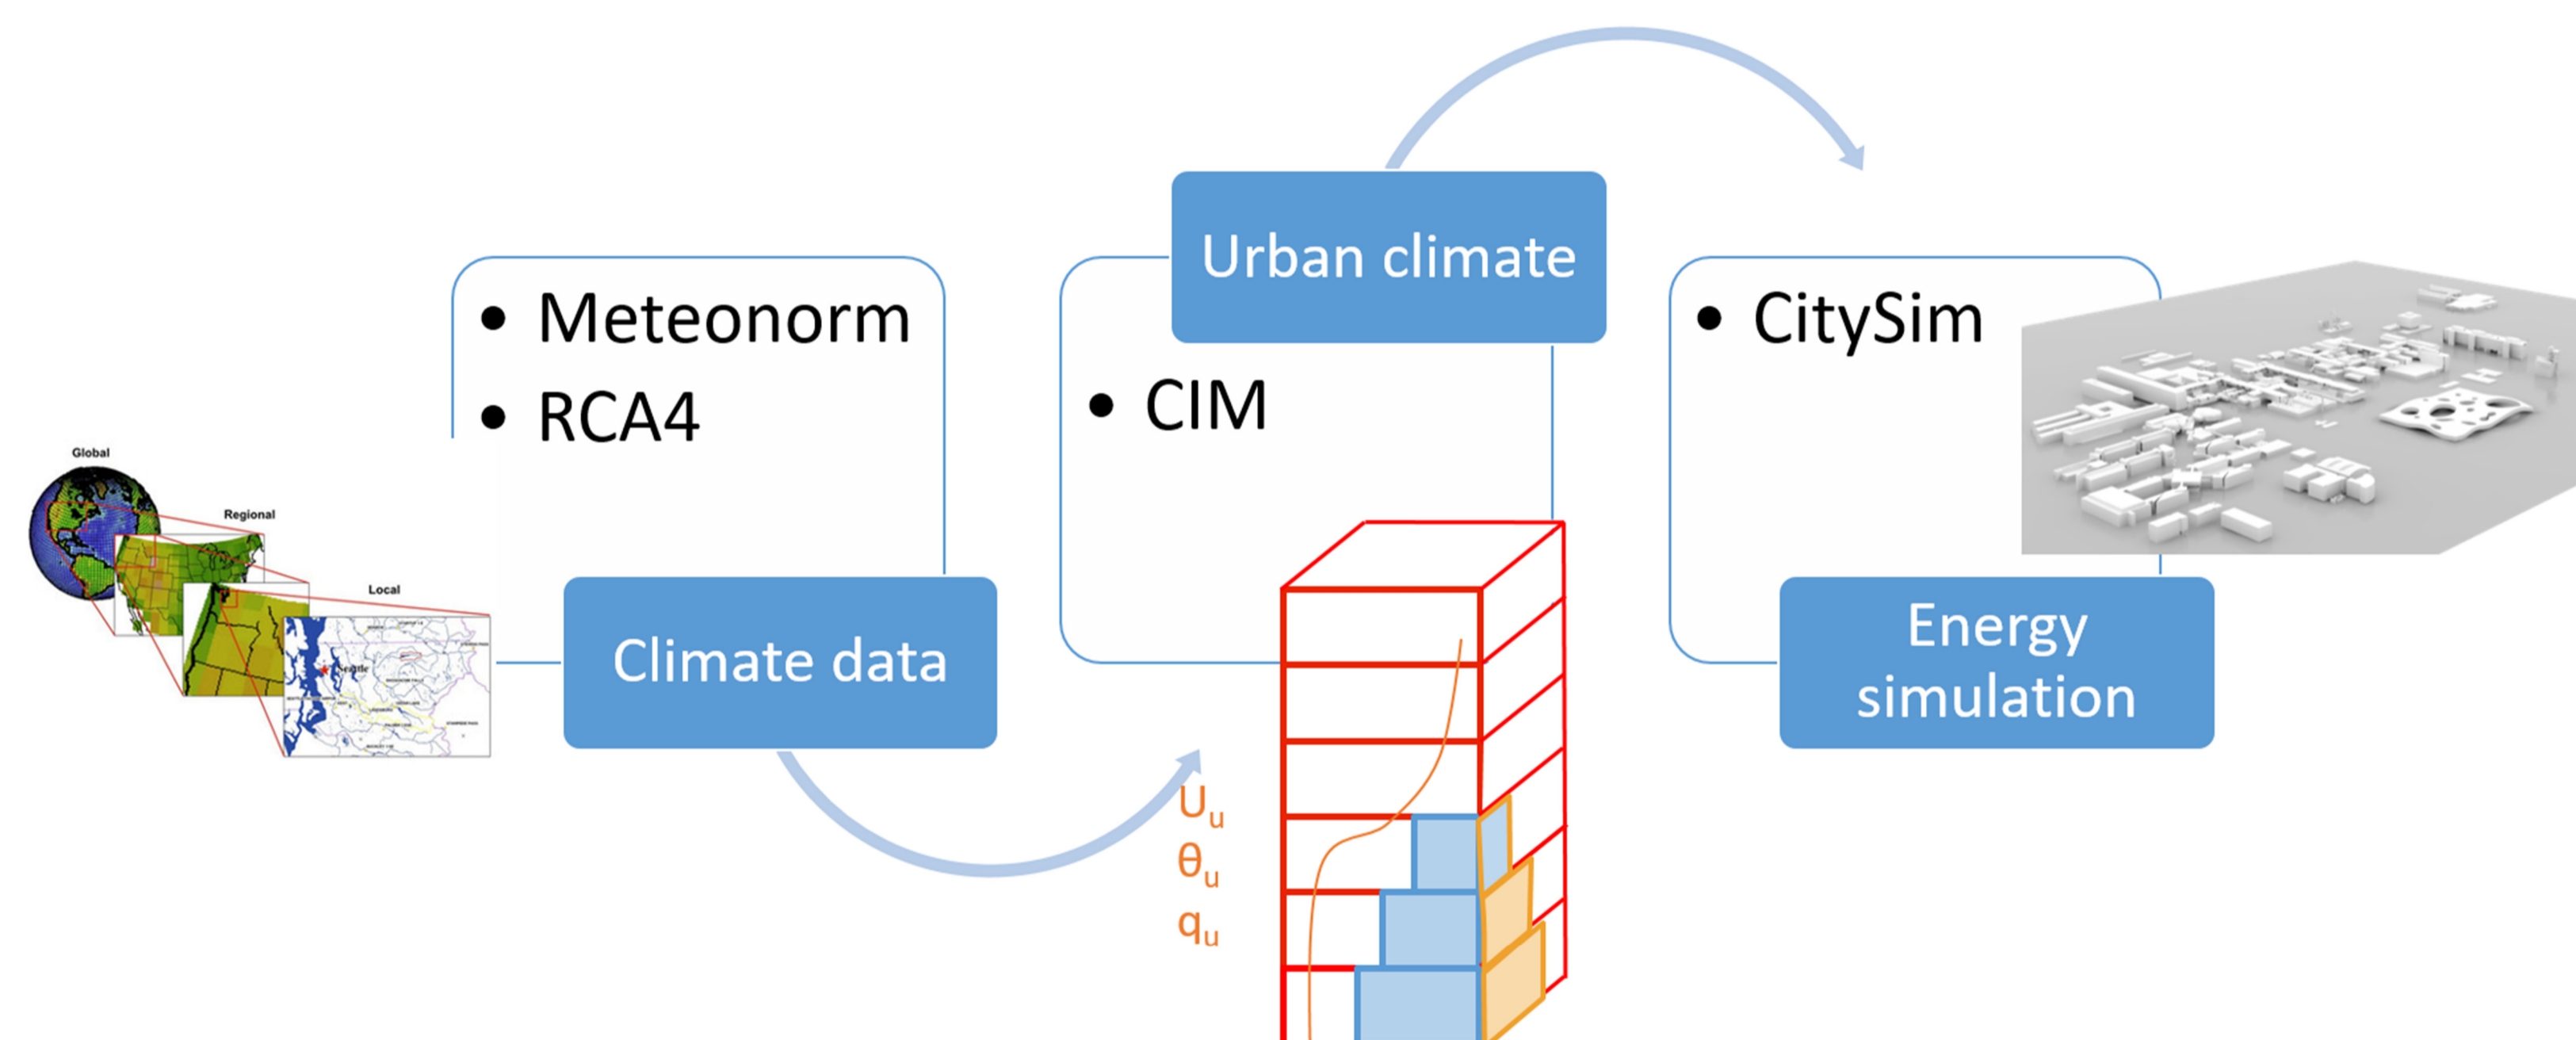 Global
Regional
Local
Seattle
• Meteonorm
• RCA4
Climate data
Urban climate
• CIM
Uu
θu
qu
• CitySim
Energy
simulation